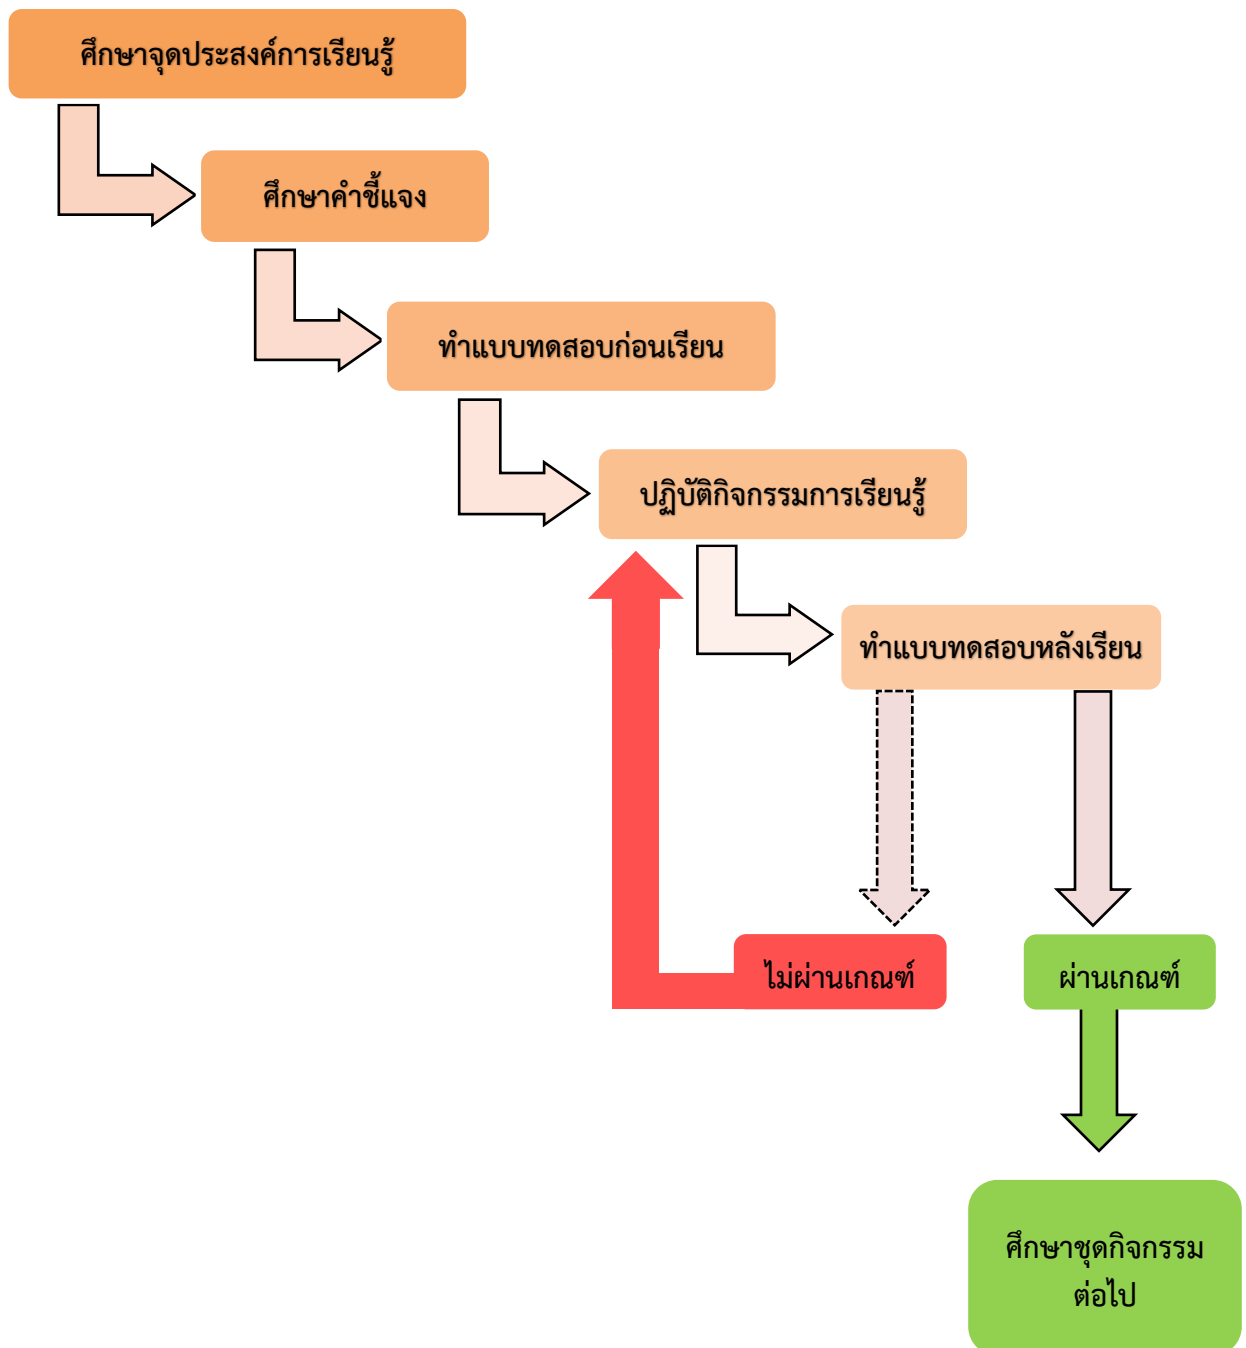 ศึกษาจุดประสงค์การเรียนรู้
ศึกษาคำชี้แจง
ทำแบบทดสอบก่อนเรียน
ปฏิบัติกิจกรรมการเรียนรู้
ทำแบบทดสอบหลังเรียน
ไม่ผ่านเกณฑ์
ผ่านเกณฑ์
ศึกษาชุดกิจกรรม
ต่อไป